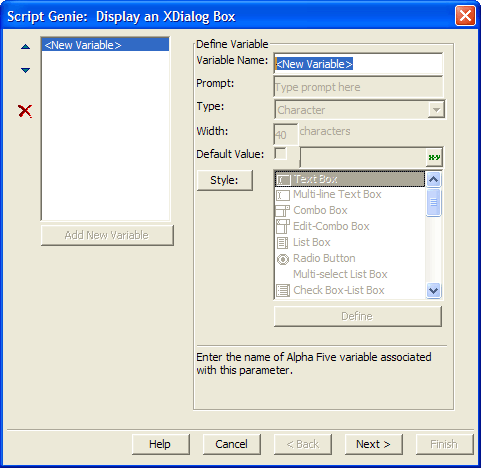 Script Genie:  Display an XDialog Box
<New Variable>
Add New Variable
Define Variable
Variable Name: <New Variable>
Prompt: Type prompt here
Type: Character
Width: 40 characters
Default Value: x-y
Style:
Text Box
Multi-line Text Box
Combo Box
Edit-Combo Box
List Box
Radio Button
Multi-select List Box
Check Box-List Box
Define
Enter the name of Alpha Five variable associated
with this parameter.
Help Cancel < Back Next > Finish